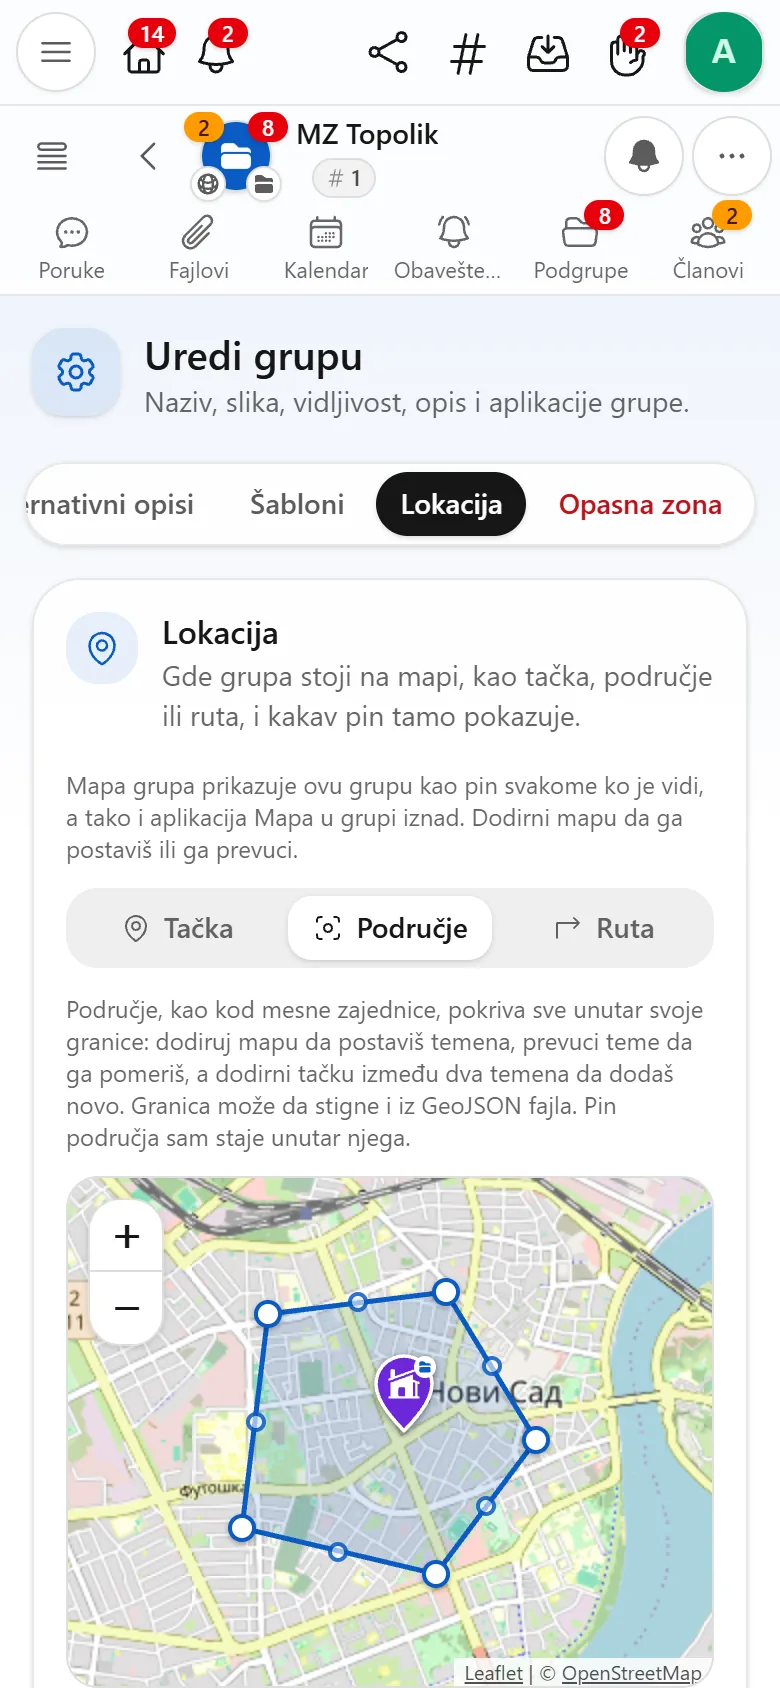 14
2
2
A
2
8
MZ Topolik
# 1
Poruke
Fajlovi
Kalendar
Obavešte...
8
Podgrupe
2
Članovi
Uredi grupu
Naziv, slika, vidljivost, opis i aplikacije grupe.
ernativni opisi
Šabloni
Lokacija
Opasna zona
Lokacija
Gde grupa stoji na mapi, kao tačka, područje
ili ruta, i kakav pin tamo pokazuje.
Mapa grupa prikazuje ovu grupu kao pin svakome ko je vidi,
a tako i aplikacija Mapa u grupi iznad. Dodirni mapu da ga
postaviš ili ga prevuci.
Tačka
Područje
Ruta
Područje, kao kod mesne zajednice, pokriva sve unutar svoje
granice: dodiruj mapu da postaviš temena, prevuci teme da
ga pomeriš, a dodirni tačku između dva temena da dodaš
novo. Granica može da stigne i iz GeoJSON fajla. Pin
područja sam staje unutar njega.
+
−
2
11
Нови Сад
Футошка
Leaflet | © OpenStreetMap